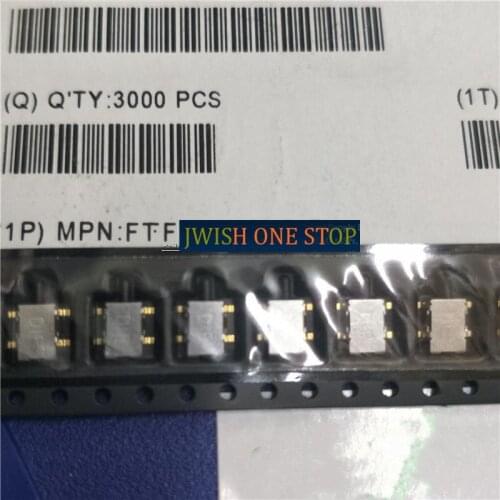 (Q) Q'TY:3000 PCS
(1T)
1P) MPN:FTF
JWISH ONE STOP